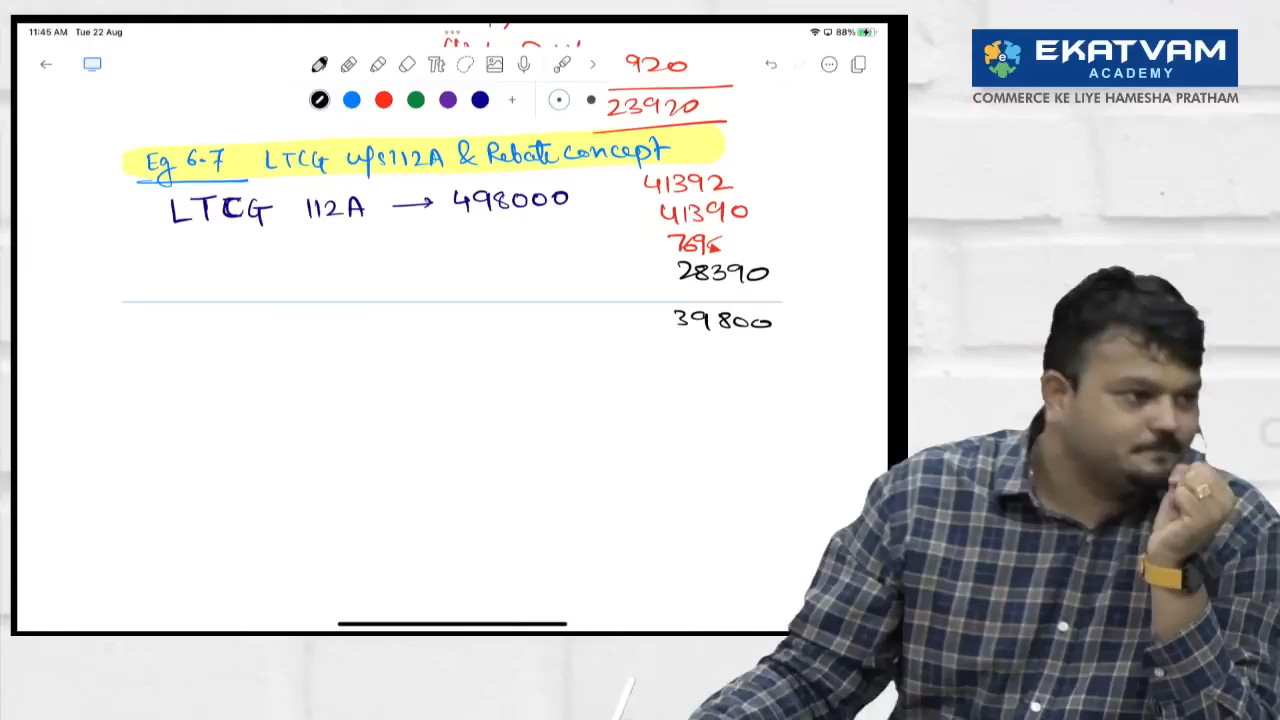 11:45 AM Tue 22 Aug
88%
920
23920
Eg 6.7 LTCG u/s 112A & Rebate concept
LTCG 112A → 498000
41392
41390
28390
39800
EKATVAM
ACADEMY
COMMERCE KE LIYE HAMESHA PRATHAM